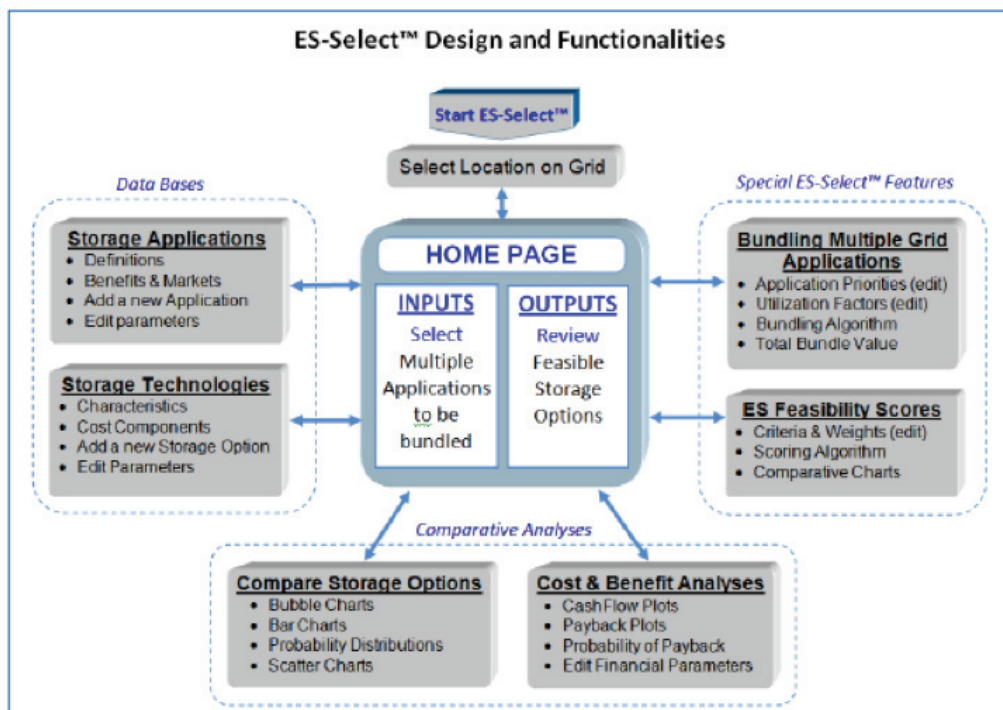 ES-Select™ Design and Functionalities
Start ES-Select™
Select Location on Grid
Data Bases
Storage Applications
• Definitions
• Benefits & Markets
• Add a new Application
• Edit parameters
Storage Technologies
• Characteristics
• Cost Components
• Add a new Storage Option
• Edit Parameters
HOME PAGE
INPUTS
Select
Multiple
Applications
to be
bundled
OUTPUTS
Review
Feasible
Storage
Options
Special ES-Select™ Features
Bundling Multiple Grid
Applications
• Application Priorities (edit)
• Utilization Factors (edit)
• Bundling Algorithm
• Total Bundle Value
ES Feasibility Scores
• Criteria & Weights (edit)
• Scoring Algorithm
• Comparative Charts
Comparative Analyses
Compare Storage Options
• Bubble Charts
• Bar Charts
• Probability Distributions
• Scatter Charts
Cost & Benefit Analyses
• Cash Flow Plots
• Payback Plots
• Probability of Payback
• Edit Financial Parameters